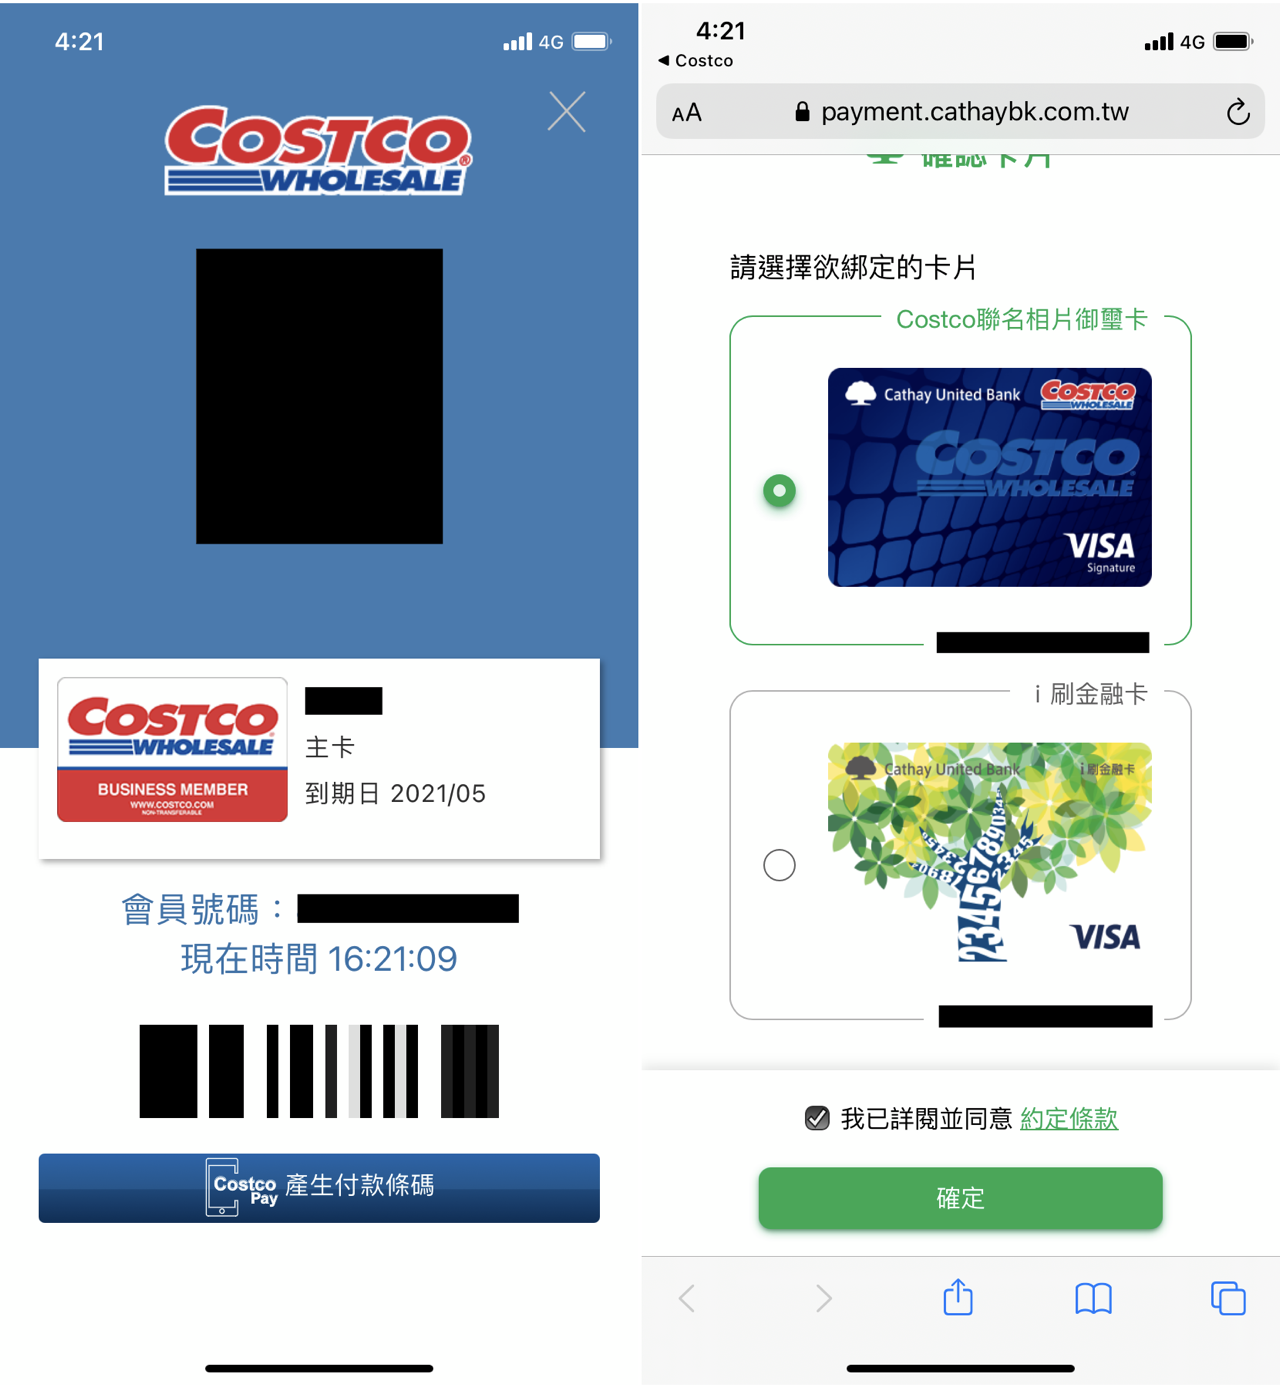 4:21
4G
COSTCO
WHOLESALE
COSTCO
WHOLESALE
BUSINESS MEMBER
WWW.COSTCO.COM
NON-TRANSFERABLE
主卡
到期日 2021/05
會員號碼：
現在時間 16:21:09
Costco Pay 產生付款條碼
4:21
4G
Costco
AA
payment.cathaybk.com.tw
確認卡片
請選擇欲綁定的卡片
Costco聯名相片御璽卡
Cathay United Bank
COSTCO
WHOLESALE
COSTCO
WHOLESALE
VISA
Signature
i 刷金融卡
Cathay United Bank
i刷金融卡
VISA
我已詳閱並同意 約定條款
確定